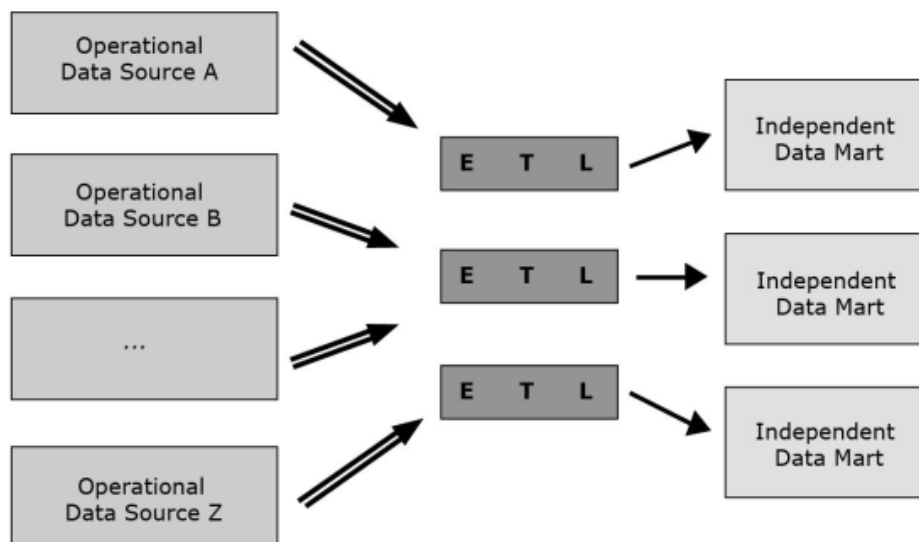 Operational
Data Source A
Operational
Data Source B
...
Operational
Data Source Z
E T L
E T L
E T L
Independent
Data Mart
Independent
Data Mart
Independent
Data Mart